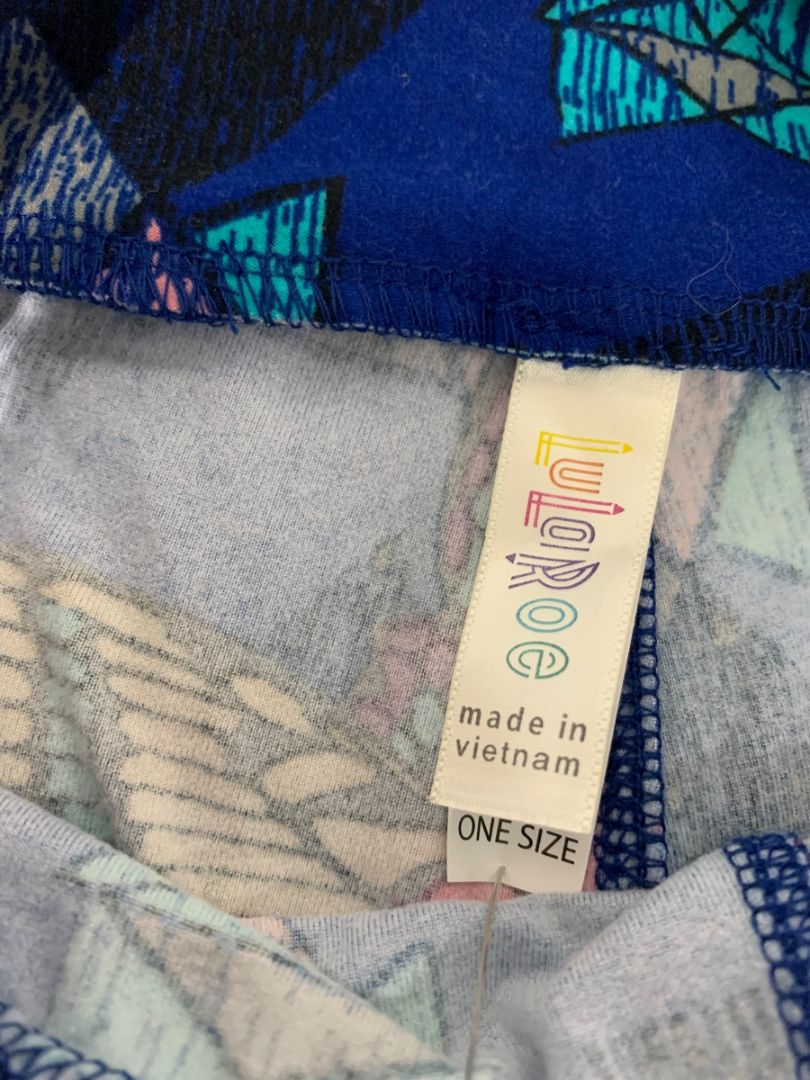 LuLaRoe
made in
vietnam
ONE SIZE